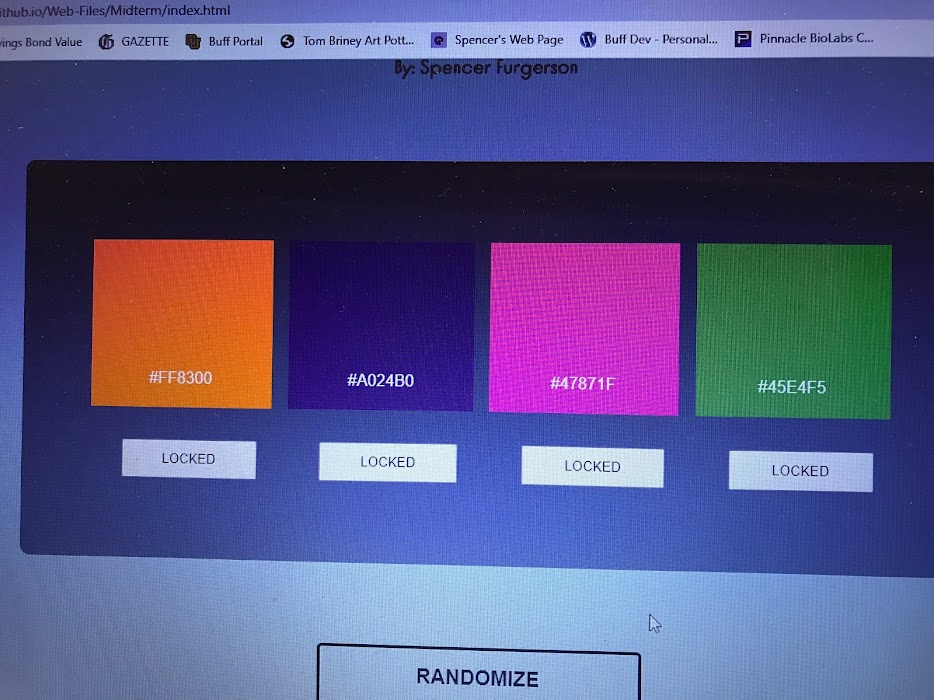 ithub.io/Web-Files/Midterm/index.html
ings Bond Value GAZETTE Buff Portal Tom Briney Art Pott... Spencer's Web Page Buff Dev - Personal... Pinnacle BioLabs C...
By: Spencer Furgerson
#FF8300 #A024B0 #47871F #45E4F5
LOCKED LOCKED LOCKED LOCKED
RANDOMIZE